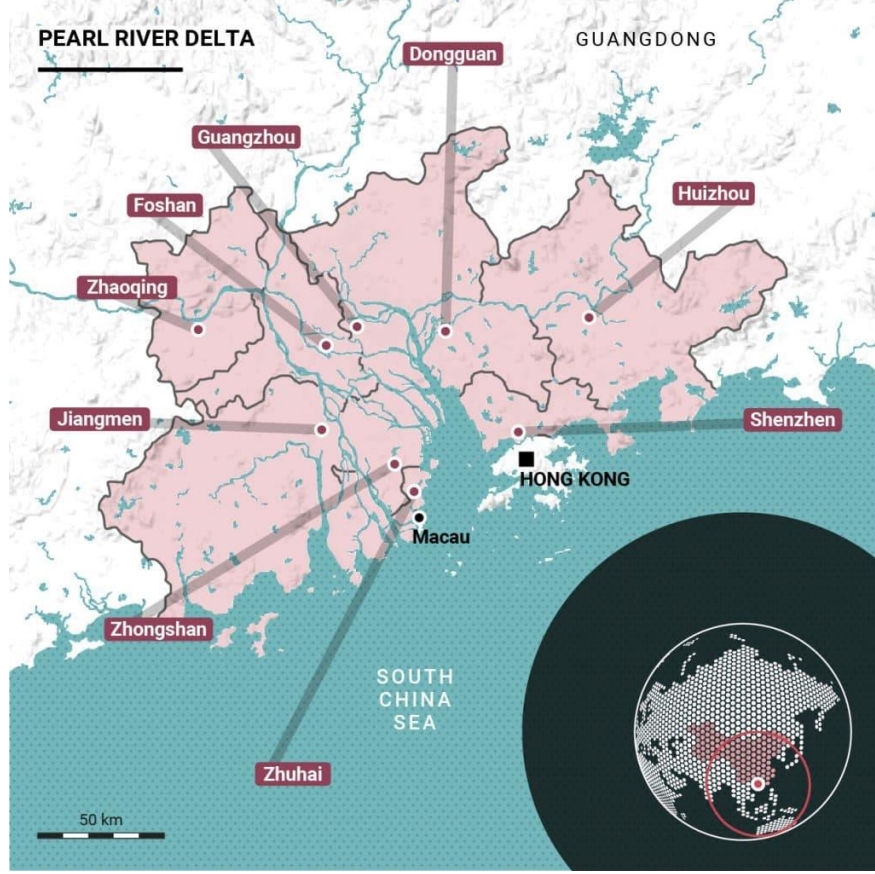 PEARL RIVER DELTA
GUANGDONG
Dongguan
Guangzhou
Huizhou
Foshan
Zhaoqing
Jiangmen
Shenzhen
HONG KONG
Macau
Zhongshan
SOUTH
CHINA
SEA
Zhuhai
50 km